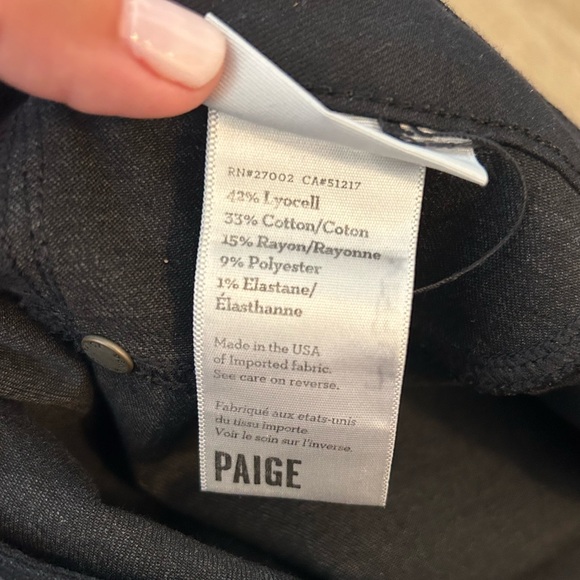 RN#27002 CA#51217
42% Lyocell
33% Cotton/Coton
15% Rayon/Rayonne
9% Polyester
1% Elastane/
Élasthanne
Made in the USA
of Imported fabric.
See care on reverse.
Fabriqué aux etats-unis
du tissu importe
Voir le soin sur l'inverse.
PAIGE